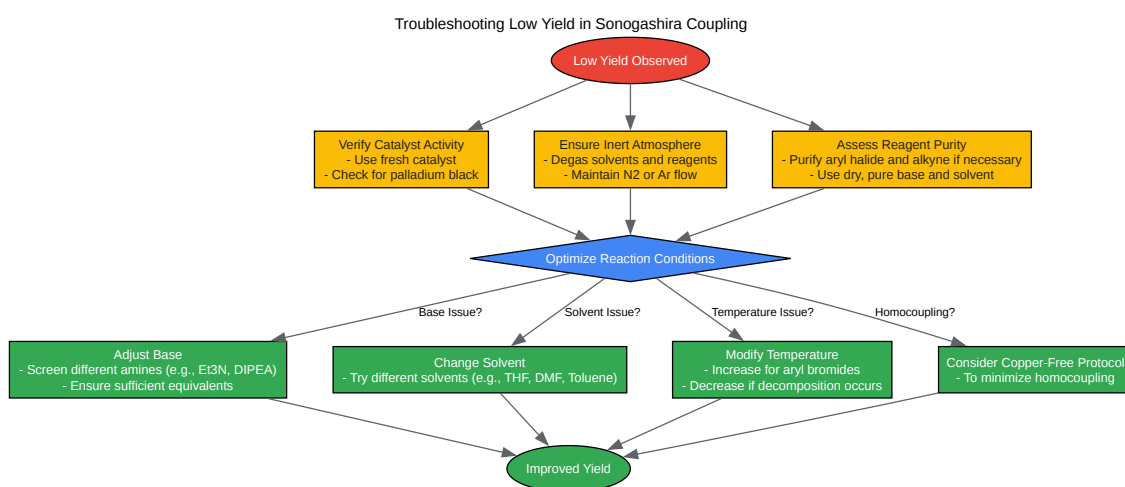 Troubleshooting Low Yield in Sonogashira Coupling
Low Yield Observed
Verify Catalyst Activity
- Use fresh catalyst
- Check for palladium black
Ensure Inert Atmosphere
- Degas solvents and reagents
- Maintain N2 or Ar flow
Assess Reagent Purity
- Purify aryl halide and alkyne if necessary
- Use dry, pure base and solvent
Optimize Reaction Conditions
Base Issue?
Solvent Issue?
Temperature Issue?
Homocoupling?
Adjust Base
- Screen different amines (e.g., Et3N, DIPEA)
- Ensure sufficient equivalents
Change Solvent
- Try different solvents (e.g., THF, DMF, Toluene)
Modify Temperature
- Increase for aryl bromides
- Decrease if decomposition occurs
Consider Copper-Free Protocol
- To minimize homocoupling
Improved Yield